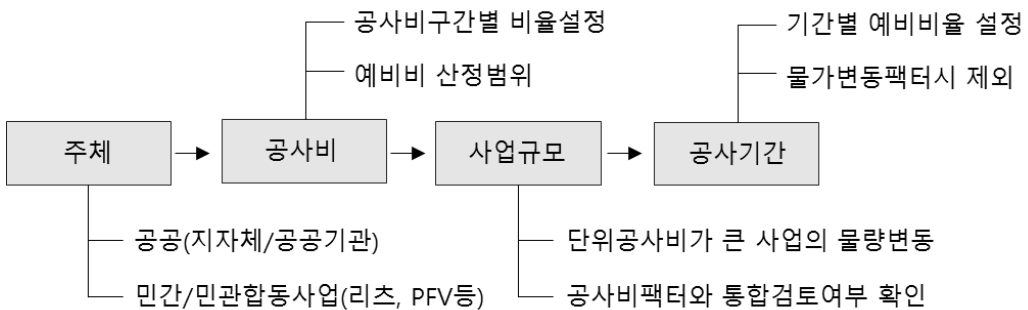 공사비구간별 비율설정
예비비 산정범위
기간별 예비비율 설정
물가변동팩터시 제외
주체
공사비
사업규모
공사기간
공공(지자체/공공기관)
민간/민관합동사업(리츠, PFV등)
단위공사비가 큰 사업의 물량변동
공사비팩터와 통합검토여부 확인